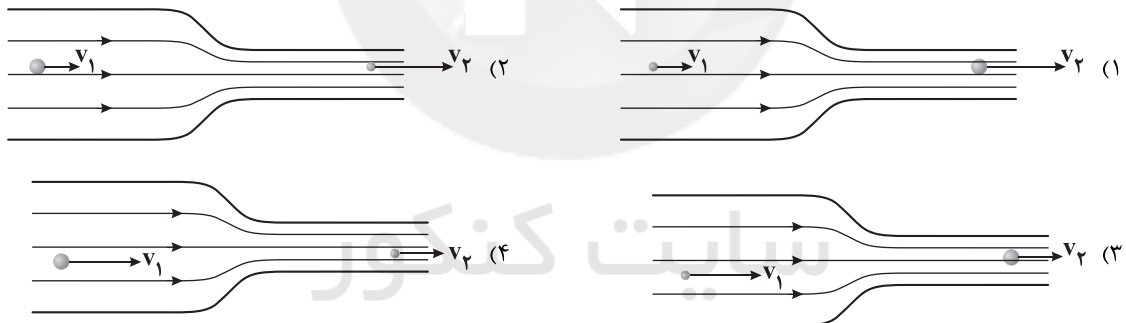 ۱) v۱ v۲
۲) v۱ v۲
۳) v۱ v۲
۴) v۱ v۲
سایت کنکور